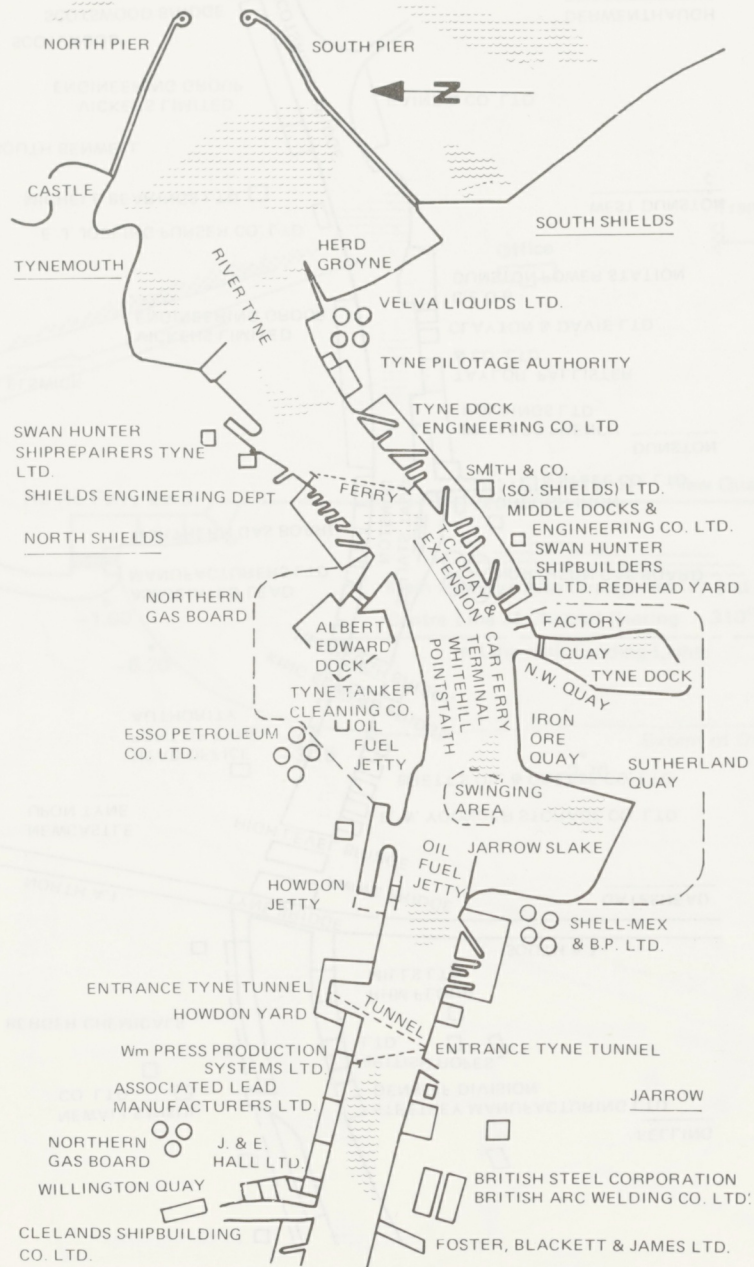 NORTH PIER
SOUTH PIER
N
CASTLE
SOUTH SHIELDS
TYNEMOUTH
HERD
GROYNE
RIVER TYNE
VELVA LIQUIDS LTD.
TYNE PILOTAGE AUTHORITY
TYNE DOCK
ENGINEERING CO. LTD
SWAN HUNTER
SHIPREPAIRERS TYNE
LTD.
SHIELDS ENGINEERING DEPT
FERRY
SMITH & CO.
(SO. SHIELDS) LTD.
MIDDLE DOCKS &
ENGINEERING CO. LTD.
SWAN HUNTER
SHIPBUILDERS
LTD. REDHEAD YARD
NORTH SHIELDS
T.C. QUAY &
EXTENSION
NORTHERN
GAS BOARD
ALBERT
EDWARD
DOCK
CAR FERRY
TERMINAL
WHITEHILL
POINTSTAITH
FACTORY
QUAY
TYNE DOCK
N.W. QUAY
TYNE TANKER
CLEANING CO.
OIL
FUEL
JETTY
IRON
ORE
QUAY
ESSO PETROLEUM
CO. LTD.
SUTHERLAND
QUAY
SWINGING
AREA
OIL
FUEL
JETTY
JARROW SLAKE
HOWDON
JETTY
SHELL-MEX
& B.P. LTD.
ENTRANCE TYNE TUNNEL
HOWDON YARD
TUNNEL
ENTRANCE TYNE TUNNEL
Wm PRESS PRODUCTION
SYSTEMS LTD.
ASSOCIATED LEAD
MANUFACTURERS LTD.
JARROW
NORTHERN
GAS BOARD
J. & E.
HALL LTD.
WILLINGTON QUAY
BRITISH STEEL CORPORATION
BRITISH ARC WELDING CO. LTD.
CLELANDS SHIPBUILDING
CO. LTD.
FOSTER, BLACKETT & JAMES LTD.